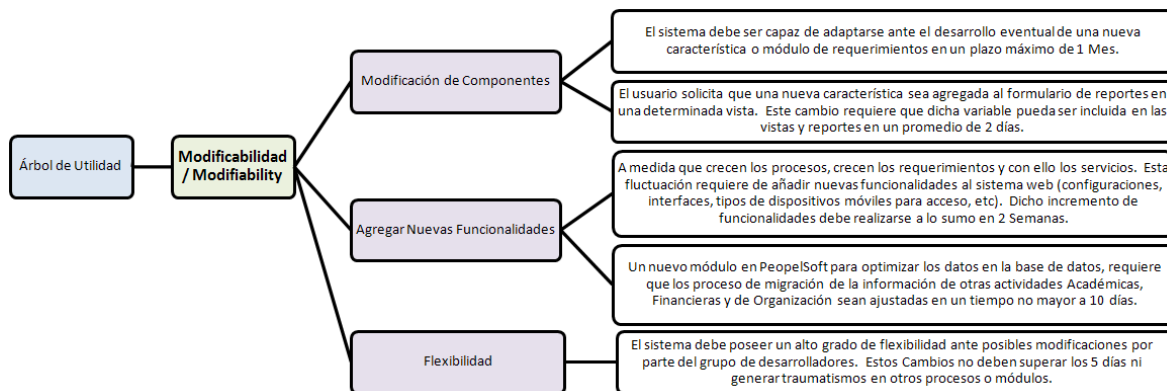 Árbol de Utilidad
Modificabilidad
/ Modifiability
Modificación de Componentes
El sistema debe ser capaz de adaptarse ante el desarrollo eventual de una nueva
característica o módulo de requerimientos en un plazo máximo de 1 Mes.
El usuario solicita que una nueva característica sea agregada al formulario de reportes en
una determinada vista. Este cambio requiere que dicha variable pueda ser incluida en las
vistas y reportes en un promedio de 2 días.
Agregar Nuevas Funcionalidades
A medida que crecen los procesos, crecen los requerimientos y con ello los servicios. Esta
fluctuación requiere de añadir nuevas funcionalidades al sistema web (configuraciones,
interfaces, tipos de dispositivos móviles para acceso, etc). Dicho incremento de
funcionalidades debe realizarse a lo sumo en 2 Semanas.
Un nuevo módulo en PeopelSoft para optimizar los datos en la base de datos, requiere
que los proceso de migración de la información de otras actividades Académicas,
Financieras y de Organización sean ajustadas en un tiempo no mayor a 10 días.
Flexibilidad
El sistema debe poseer un alto grado de flexibilidad ante posibles modificaciones por
parte del grupo de desarrolladores. Estos Cambios no deben superar los 5 días ni
generar traumatismos en otros procesos o módulos.